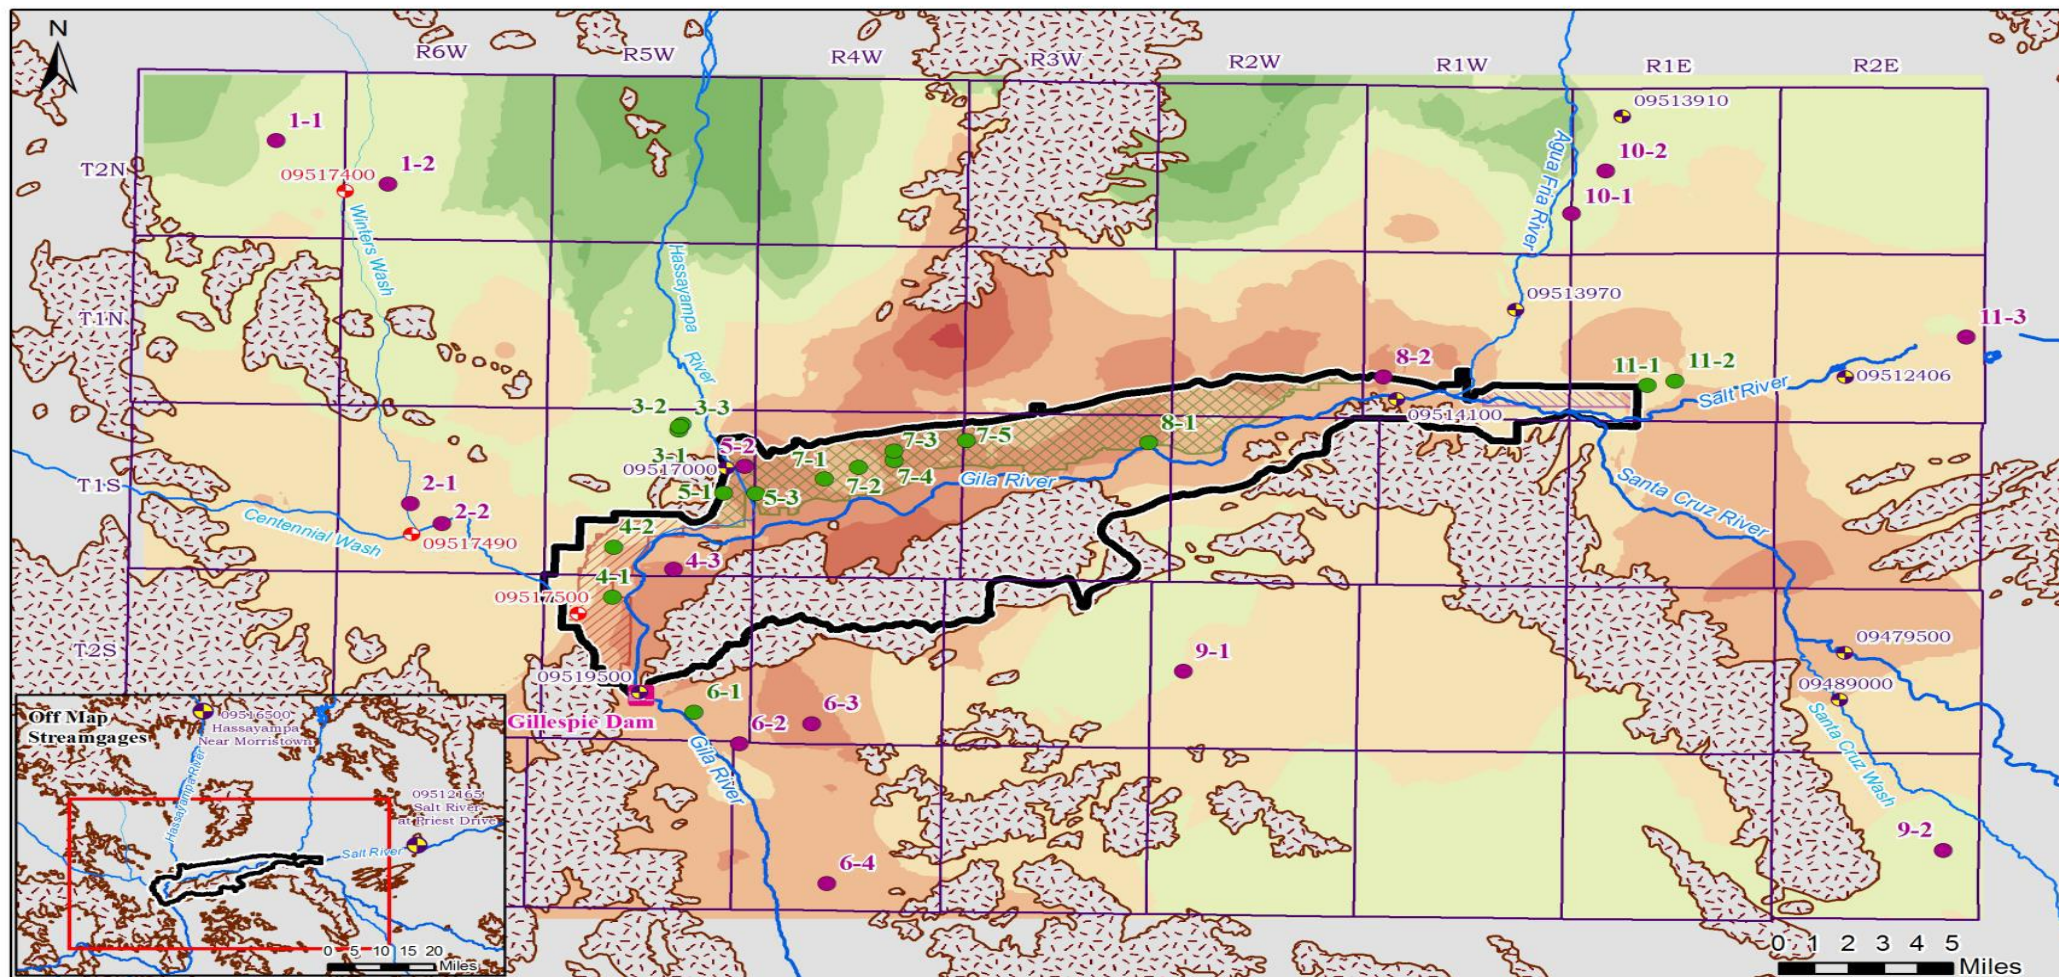 N
R6W
R5W
R4W
R3W
R2W
R1W
R1E
R2E
T2N
T1N
T1S
T2S
1-1
09517400
1-2
Winters Wash
Hassayampa
River
Agua Fria River
09513910
10-2
10-1
09513970
11-3
8-2
11-1
11-2
09512406
Salt River
09514100
3-2
3-3
3-1
09517000
5-2
5-1
5-3
7-1
7-2
7-3
7-4
7-5
8-1
Gila River
Santa Cruz River
2-1
2-2
Centennial Wash
09517490
4-2
4-3
4-1
09517500
09519500
Gillespie Dam
6-1
6-2
6-3
6-4
Gila River
9-1
09479500
09489000
Santa Cruz Wash
9-2
Off Map
Streamgages
09516500
Hassayampa
Near Morristown
Hassayampa River
09512165
Salt River
at Priest Drive
Salt River
0 5 10 15 20
Miles
0 1 2 3 4 5
Miles